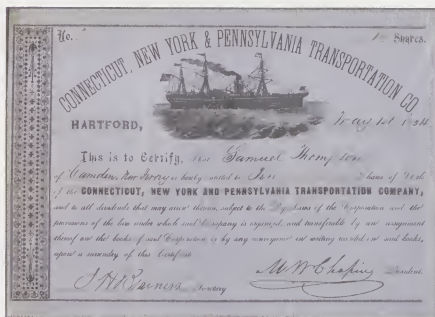 No.
Shares.
CONNECTICUT, NEW YORK & PENNSYLVANIA TRANSPORTATION CO
HARTFORD,
This is to Certify, that Samuel Thompson
of Camden New Jersey is hereby entitled to Ten Shares of Stock
of the CONNECTICUT, NEW YORK AND PENNSYLVANIA TRANSPORTATION COMPANY,
and to all dividends that may arise thereon, subject to the By Laws of the Corporation and the
provisions of the law under which said Company is organized, and transferable by an assignment
thereof on the books of said Corporation or by any conveyance in writing recorded in said books,
upon a surrender of this Certificate
Secretary
President.